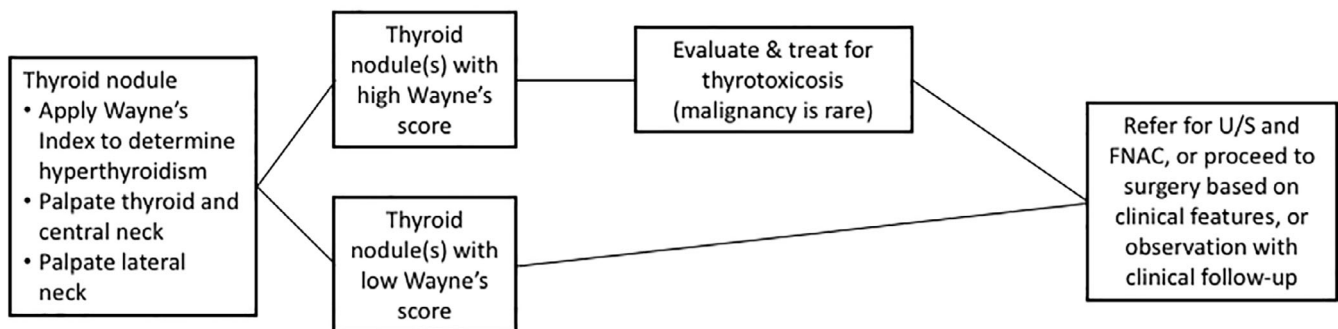 Thyroid nodule
• Apply Wayne's
Index to determine
hyperthyroidism
• Palpate thyroid and
central neck
• Palpate lateral
neck
Thyroid
nodule(s) with
high Wayne's
score
Thyroid
nodule(s) with
low Wayne's
score
Evaluate & treat for
thyrotoxicosis
(malignancy is rare)
Refer for U/S and
FNAC, or proceed to
surgery based on
clinical features, or
observation with
clinical follow-up